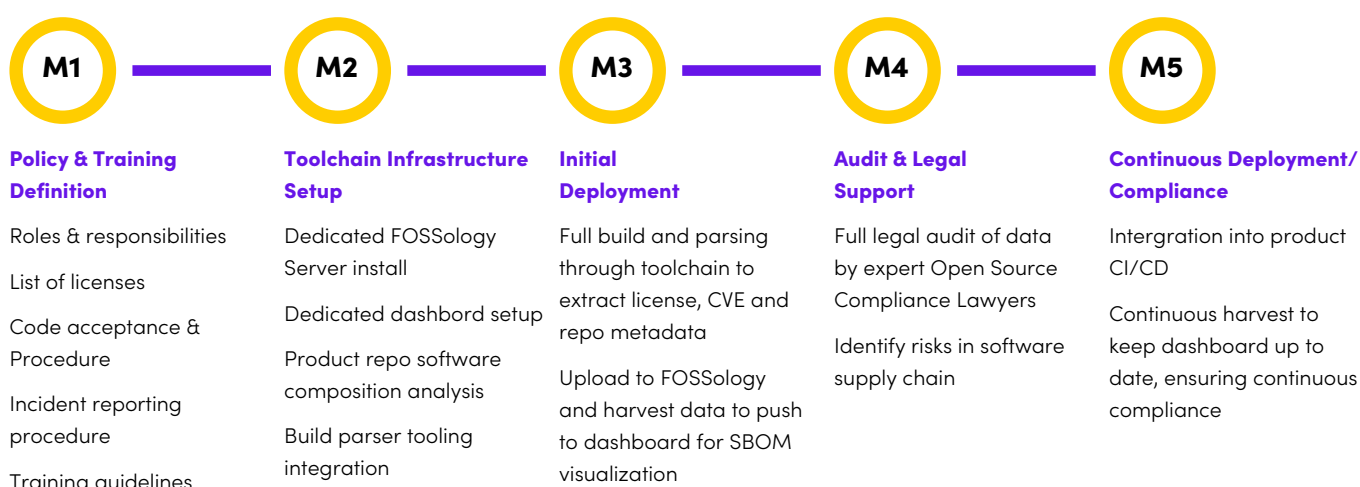 M1
M2
M3
M4
M5
Policy & Training
Definition
Roles & responsibilities
List of licenses
Code acceptance &
Procedure
Incident reporting
procedure
Training guidelines
Toolchain Infrastructure
Setup
Dedicated FOSSology
Server install
Dedicated dashbord setup
Product repo software
composition analysis
Build parser tooling
integration
Initial
Deployment
Full build and parsing
through toolchain to
extract license, CVE and
repo metadata
Upload to FOSSology
and harvest data to push
to dashboard for SBOM
visualization
Audit & Legal
Support
Full legal audit of data
by expert Open Source
Compliance Lawyers
Identify risks in software
supply chain
Continuous Deployment/
Compliance
Intergration into product
CI/CD
Continuous harvest to
keep dashboard up to
date, ensuring continuous
compliance